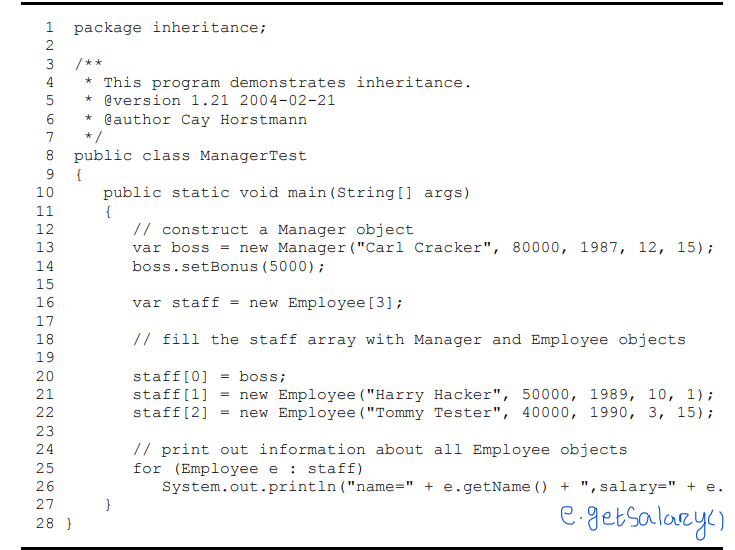 1 package inheritance;
2
3 /**
4  * This program demonstrates inheritance.
5  * @version 1.21 2004-02-21
6  * @author Cay Horstmann
7  */
8 public class ManagerTest
9 {
10    public static void main(String[] args)
11    {
12       // construct a Manager object
13       var boss = new Manager("Carl Cracker", 80000, 1987, 12, 15);
14       boss.setBonus(5000);
15
16       var staff = new Employee[3];
17
18       // fill the staff array with Manager and Employee objects
19
20       staff[0] = boss;
21       staff[1] = new Employee("Harry Hacker", 50000, 1989, 10, 1);
22       staff[2] = new Employee("Tommy Tester", 40000, 1990, 3, 15);
23
24       // print out information about all Employee objects
25       for (Employee e : staff)
26          System.out.println("name=" + e.getName() + ",salary=" + e.
27    }
e.getSalary()
28 }